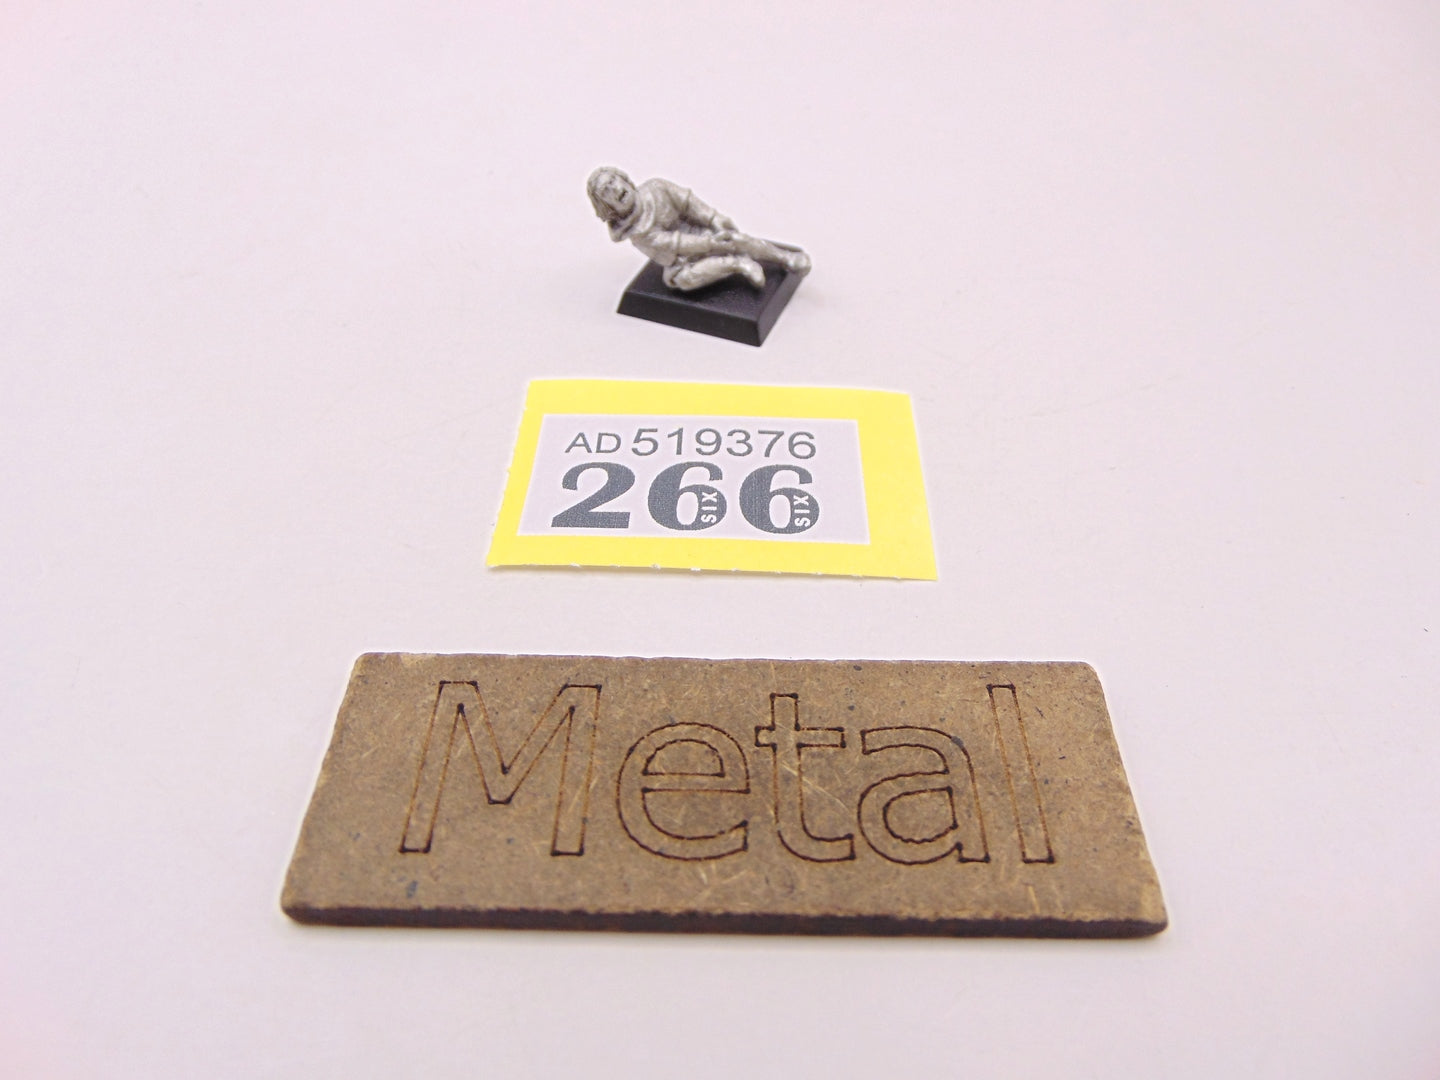 AD 519376
266
SIX SIX
Metal